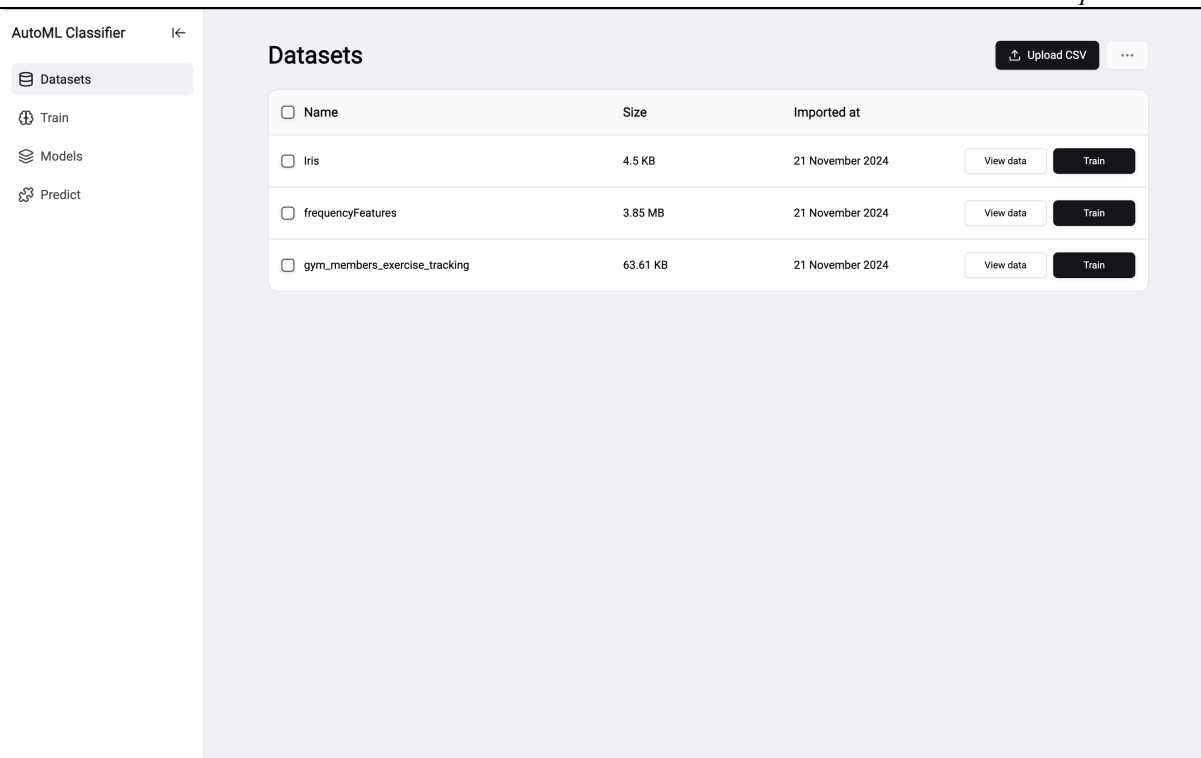 AutoML Classifier
Datasets
Train
Models
Predict
Datasets
Upload CSV
Name Size Imported at
Iris 4.5 KB 21 November 2024 View data Train
frequencyFeatures 3.85 MB 21 November 2024 View data Train
gym_members_exercise_tracking 63.61 KB 21 November 2024 View data Train